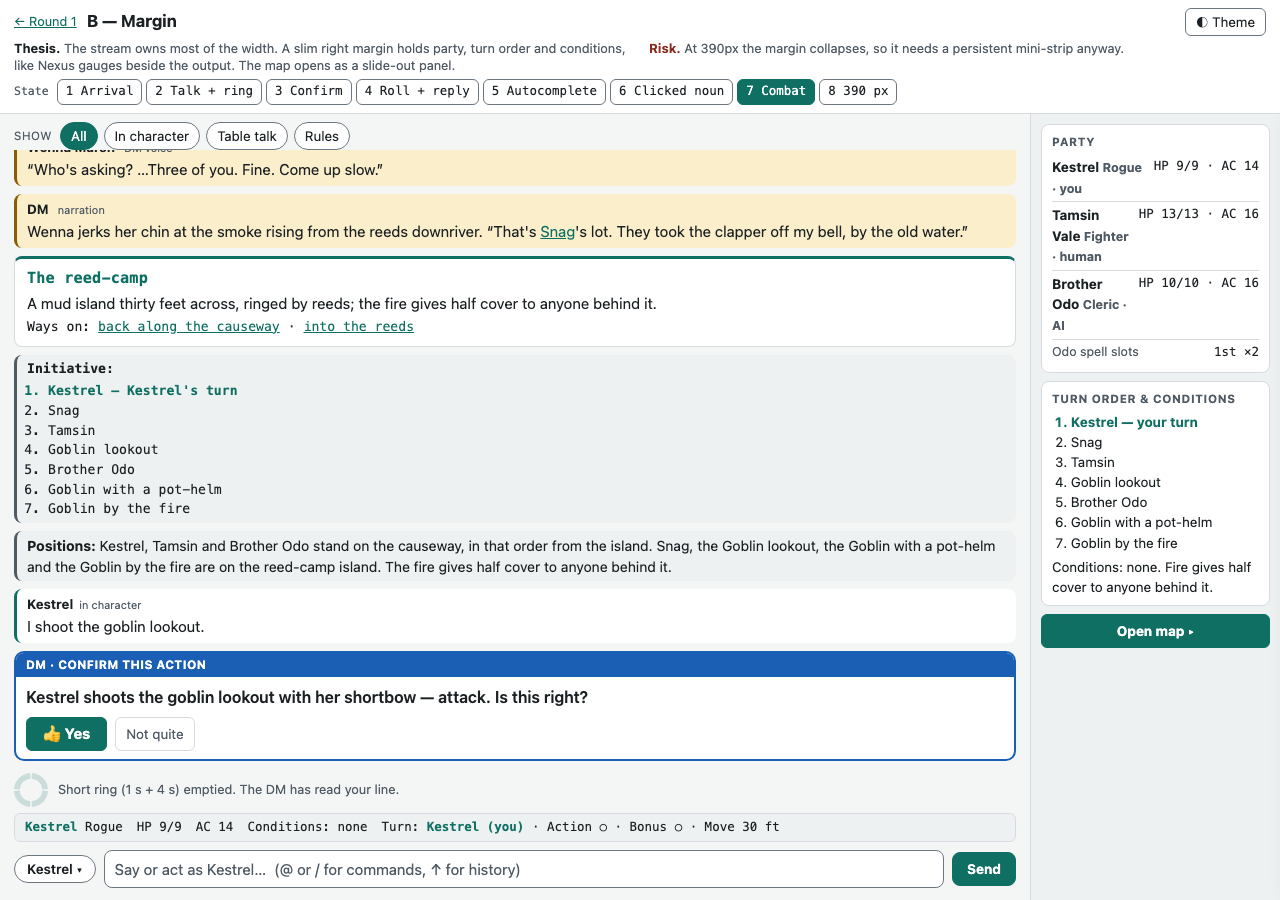 ← Round 1 B — Margin
◐ Theme
Thesis. The stream owns most of the width. A slim right margin holds party, turn order and conditions, like Nexus gauges beside the output. The map opens as a slide-out panel.
Risk. At 390px the margin collapses, so it needs a persistent mini-strip anyway.
State 1 Arrival 2 Talk + ring 3 Confirm 4 Roll + reply 5 Autocomplete 6 Clicked noun 7 Combat 8 390 px
SHOW All In character Table talk Rules
“Who's asking? …Three of you. Fine. Come up slow.”
DM narration
Wenna jerks her chin at the smoke rising from the reeds downriver. “That's Snag's lot. They took the clapper off my bell, by the old water.”
The reed-camp
A mud island thirty feet across, ringed by reeds; the fire gives half cover to anyone behind it.
Ways on: back along the causeway · into the reeds
Initiative:
1. Kestrel — Kestrel's turn
2. Snag
3. Tamsin
4. Goblin lookout
5. Brother Odo
6. Goblin with a pot-helm
7. Goblin by the fire
Positions: Kestrel, Tamsin and Brother Odo stand on the causeway, in that order from the island. Snag, the Goblin lookout, the Goblin with a pot-helm
and the Goblin by the fire are on the reed-camp island. The fire gives half cover to anyone behind it.
Kestrel in character
I shoot the goblin lookout.
DM · CONFIRM THIS ACTION
Kestrel shoots the goblin lookout with her shortbow — attack. Is this right?
👍 Yes Not quite
Short ring (1 s + 4 s) emptied. The DM has read your line.
Kestrel Rogue HP 9/9 AC 14 Conditions: none Turn: Kestrel (you) · Action ○ · Bonus ○ · Move 30 ft
Kestrel ▾ Say or act as Kestrel… (@ or / for commands, ↑ for history) Send
PARTY
Kestrel Rogue HP 9/9 · AC 14
· you
Tamsin HP 13/13 · AC 16
Vale Fighter
· human
Brother HP 10/10 · AC 16
Odo Cleric ·
AI
Odo spell slots 1st ×2
TURN ORDER & CONDITIONS
1. Kestrel — your turn
2. Snag
3. Tamsin
4. Goblin lookout
5. Brother Odo
6. Goblin with a pot-helm
7. Goblin by the fire
Conditions: none. Fire gives half
cover to anyone behind it.
Open map ▸